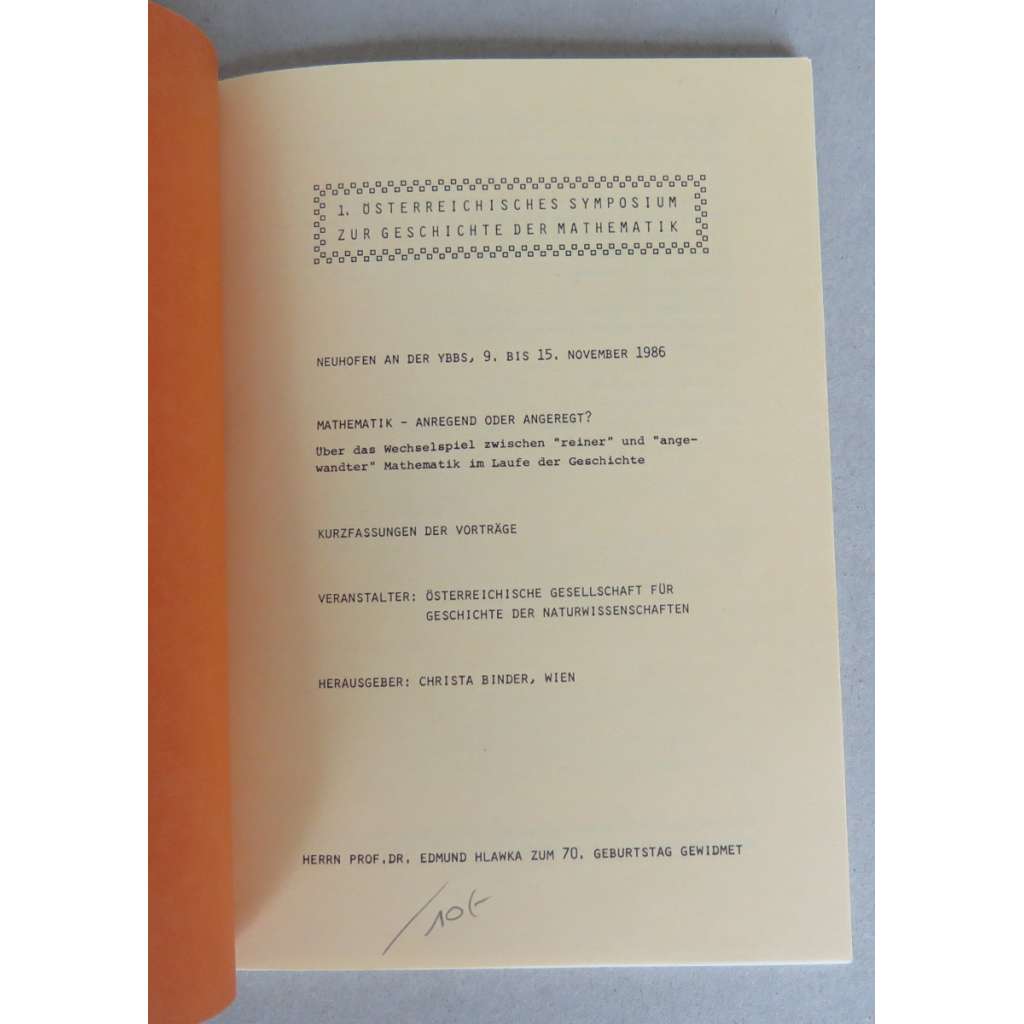 1. ÖSTERREICHISCHES SYMPOSIUM
ZUR GESCHICHTE DER MATHEMATIK
NEUHOFEN AN DER YBBS, 9. BIS 15. NOVEMBER 1986
MATHEMATIK - ANREGEND ODER ANGEREGT?
Über das Wechselspiel zwischen "reiner" und "ange-
wandter" Mathematik im Laufe der Geschichte
KURZFASSUNGEN DER VORTRÄGE
VERANSTALTER: ÖSTERREICHISCHE GESELLSCHAFT FÜR
GESCHICHTE DER NATURWISSENSCHAFTEN
HERAUSGEBER: CHRISTA BINDER, WIEN
HERRN PROF.DR. EDMUND HLAWKA ZUM 70. GEBURTSTAG GEWIDMET